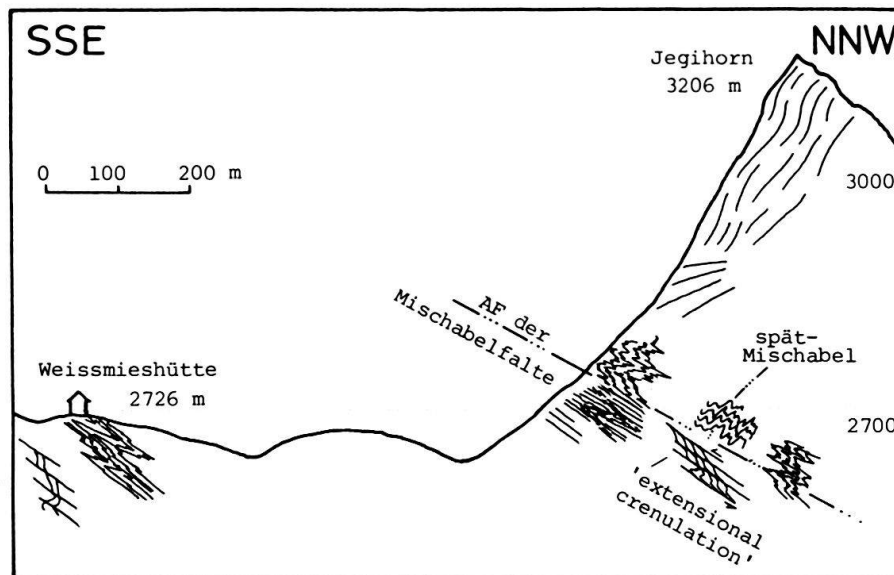 SSE
NNW
Jegihorn
3206 m
0 100 200 m
3000
AF der
Mischabelfalte
spät-
Mischabel
Weissmieshütte
2726 m
2700
'extensional
crenulation'